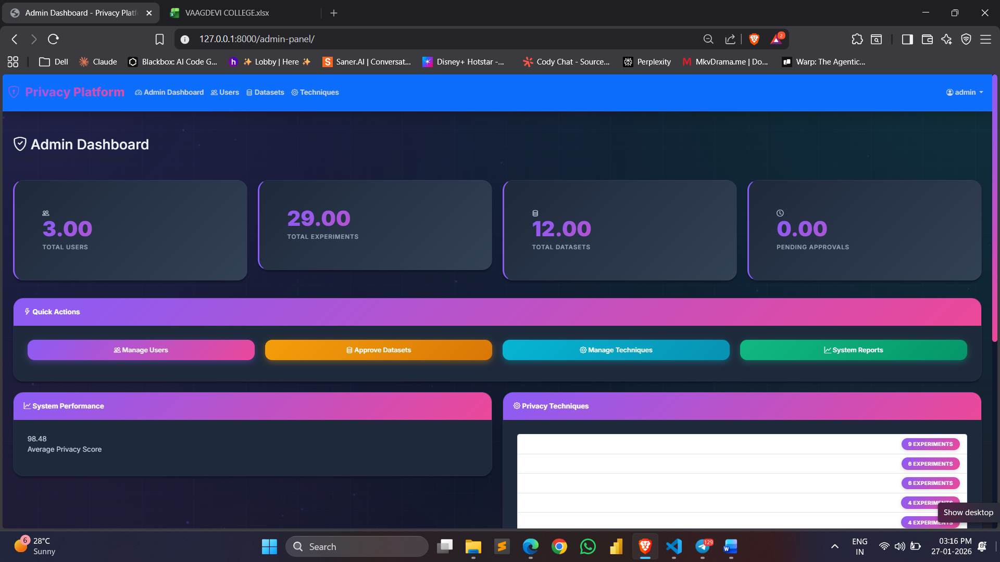 Admin Dashboard - Privacy Platf
VAAGDEVI COLLEGE.xlsx
127.0.0.1:8000/admin-panel/
2
Dell
Claude
Blackbox: AI Code G...
h
✨ Lobby | Here ✨
S
Saner.AI | Conversat...
Disney+ Hotstar -...
Cody Chat - Source...
Perplexity
M
MkvDrama.me | Do...
Warp: The Agentic...
Privacy Platform
Admin Dashboard
Users
Datasets
Techniques
admin
Admin Dashboard
3.00
TOTAL USERS
29.00
TOTAL EXPERIMENTS
12.00
TOTAL DATASETS
0.00
PENDING APPROVALS
Quick Actions
Manage Users
Approve Datasets
Manage Techniques
System Reports
System Performance
98.48
Average Privacy Score
Privacy Techniques
9 EXPERIMENTS
6 EXPERIMENTS
6 EXPERIMENTS
4 EXPERIMENTS
4 EXPERIMENTS
Show desktop
6
28°C
Sunny
Search
129
W
ENG
IN
03:16 PM
27-01-2026